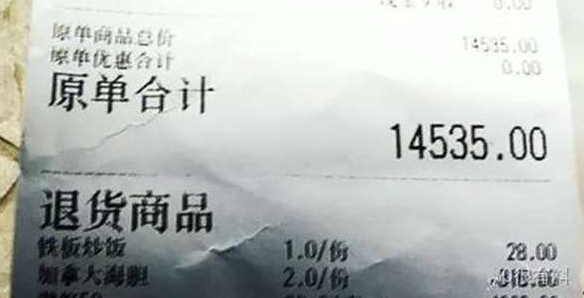 0.00
原单商品总价 14535.00
原单优惠合计 0.00
原单合计
14535.00
退货商品
铁板炒饭 1.0/份 28.00
加拿大海胆 2.0/份